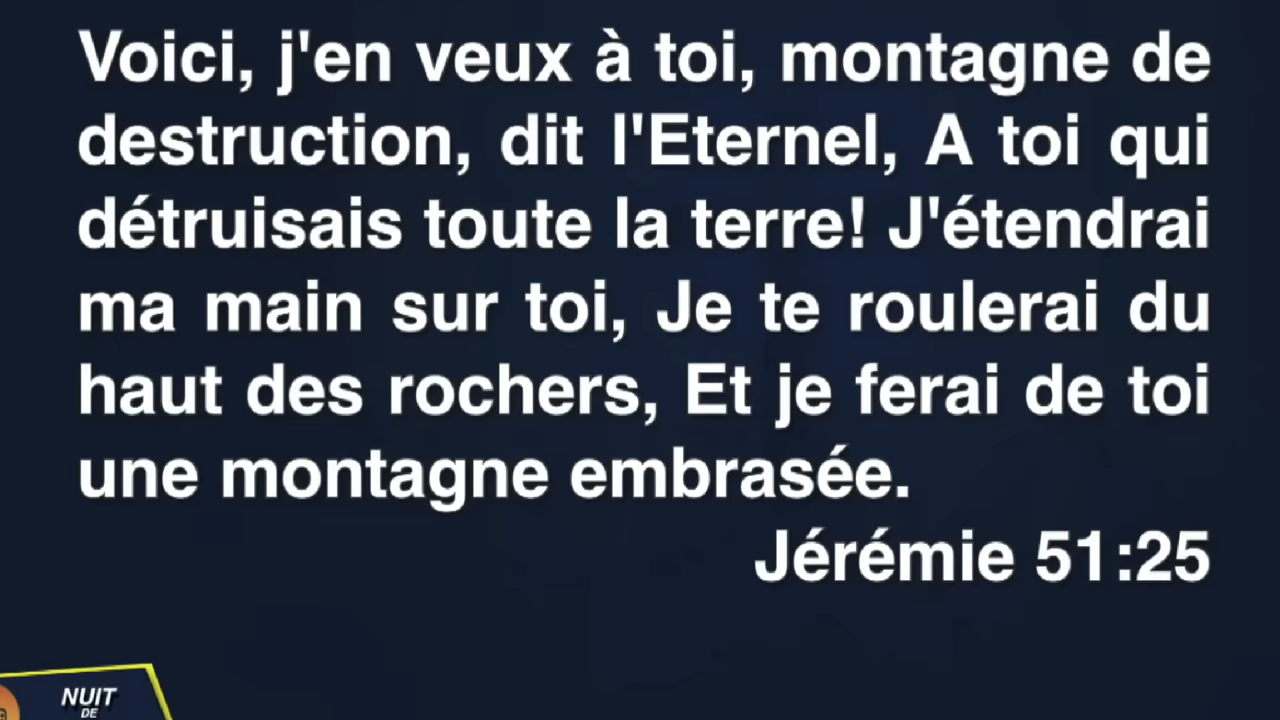 Voici, j'en veux à toi, montagne de
destruction, dit l'Eternel, A toi qui
détruisais toute la terre! J'étendrai
ma main sur toi, Je te roulerai du
haut des rochers, Et je ferai de toi
une montagne embrasée.
Jérémie 51:25
NUIT
DE